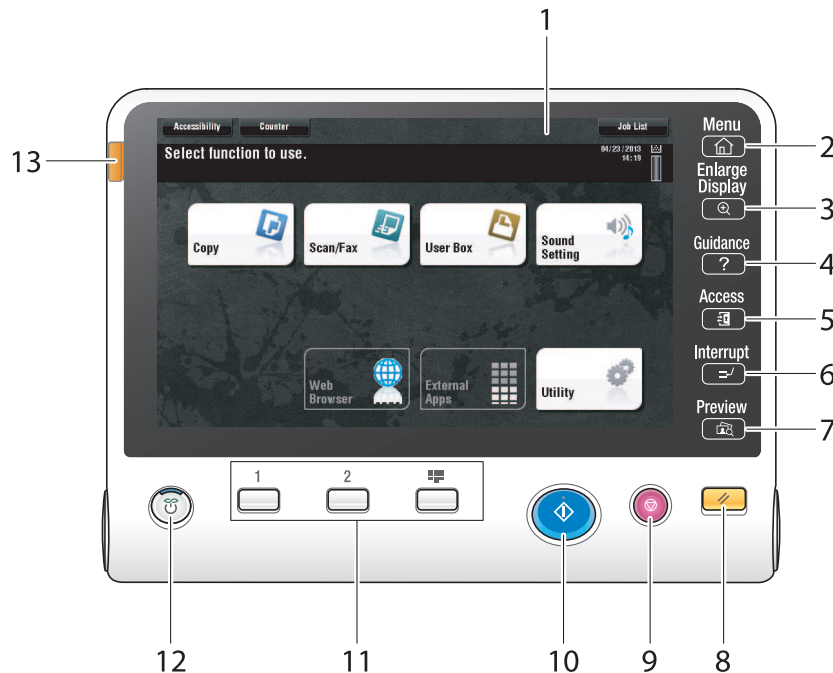 1
Accessibility
Counter
Job List
Menu
2
13
Select function to use.
04/23/2013
14:19
Enlarge
Display
3
Copy
Scan/Fax
User Box
Sound
Setting
Guidance
?
4
Access
5
Interrupt
6
Web
Browser
External
Apps
Utility
Preview
7
1
2
12
11
10
9
8